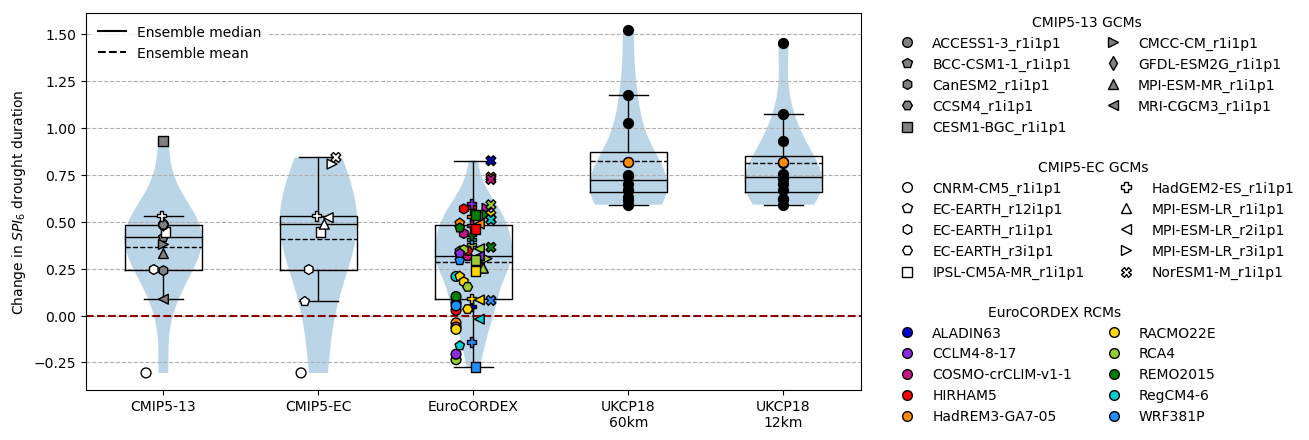 Ensemble median
Ensemble mean
Change in SPI6 drought duration
1.50
1.25
1.00
0.75
0.50
0.25
0.00
−0.25
CMIP5-13
CMIP5-EC
EuroCORDEX
UKCP18
60km
UKCP18
12km
CMIP5-13 GCMs
ACCESS1-3_r1i1p1
BCC-CSM1-1_r1i1p1
CanESM2_r1i1p1
CCSM4_r1i1p1
CESM1-BGC_r1i1p1
CMCC-CM_r1i1p1
GFDL-ESM2G_r1i1p1
MPI-ESM-MR_r1i1p1
MRI-CGCM3_r1i1p1
CMIP5-EC GCMs
CNRM-CM5_r1i1p1
EC-EARTH_r12i1p1
EC-EARTH_r1i1p1
EC-EARTH_r3i1p1
IPSL-CM5A-MR_r1i1p1
HadGEM2-ES_r1i1p1
MPI-ESM-LR_r1i1p1
MPI-ESM-LR_r2i1p1
MPI-ESM-LR_r3i1p1
NorESM1-M_r1i1p1
EuroCORDEX RCMs
ALADIN63
CCLM4-8-17
COSMO-crCLIM-v1-1
HIRHAM5
HadREM3-GA7-05
RACMO22E
RCA4
REMO2015
RegCM4-6
WRF381P